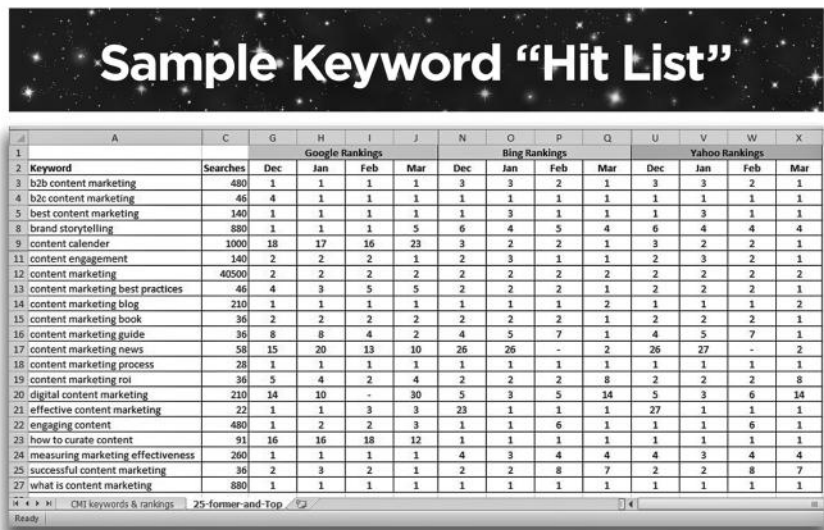 Sample Keyword “Hit List”
A C G H I J N O P Q U V W X
1 Google Rankings Bing Rankings Yahoo Rankings
2 Keyword Searches Dec Jan Feb Mar Dec Jan Feb Mar Dec Jan Feb Mar
3 b2b content marketing 480 1 1 1 1 3 3 2 1 3 3 2 1
4 b2c content marketing 46 4 1 1 1 1 1 1 1 1 1 1 1
5 best content marketing 140 1 1 1 1 1 3 1 1 1 3 1 1
8 brand storytelling 880 1 1 1 5 6 4 5 4 6 4 4 4
9 content calender 1000 18 17 16 23 3 2 2 1 3 2 2 1
11 content engagement 140 2 2 2 1 2 3 1 1 2 3 2 1
12 content marketing 40500 2 2 2 2 2 2 2 2 2 2 2 2
13 content marketing best practices 46 4 3 5 5 2 2 2 1 2 2 2 1
14 content marketing blog 210 1 1 1 1 1 1 1 2 1 1 1 2
15 content marketing book 36 2 2 2 2 2 2 2 1 2 2 2 1
16 content marketing guide 36 8 8 4 2 4 5 7 1 4 5 7 1
17 content marketing news 58 15 20 13 10 26 26 - 2 26 27 - 2
18 content marketing process 28 1 1 1 1 1 1 1 1 1 1 1 1
19 content marketing roi 36 5 4 2 4 2 2 2 8 2 2 2 8
20 digital content marketing 210 14 10 - 30 5 3 5 14 5 3 6 14
21 effective content marketing 22 1 1 3 3 23 1 1 1 27 1 1 1
22 engaging content 480 1 2 2 3 1 1 6 1 1 1 6 1
23 how to curate content 91 16 16 18 12 1 1 1 1 1 1 1 1
24 measuring marketing effectiveness 260 1 1 1 1 4 3 4 4 4 3 4 4
25 successful content marketing 36 2 3 2 1 2 2 8 7 2 2 8 7
27 what is content marketing 880 1 1 1 1 1 1 1 1 1 1 1 1
CMI keywords & rankings 25-former-and-Top
Ready